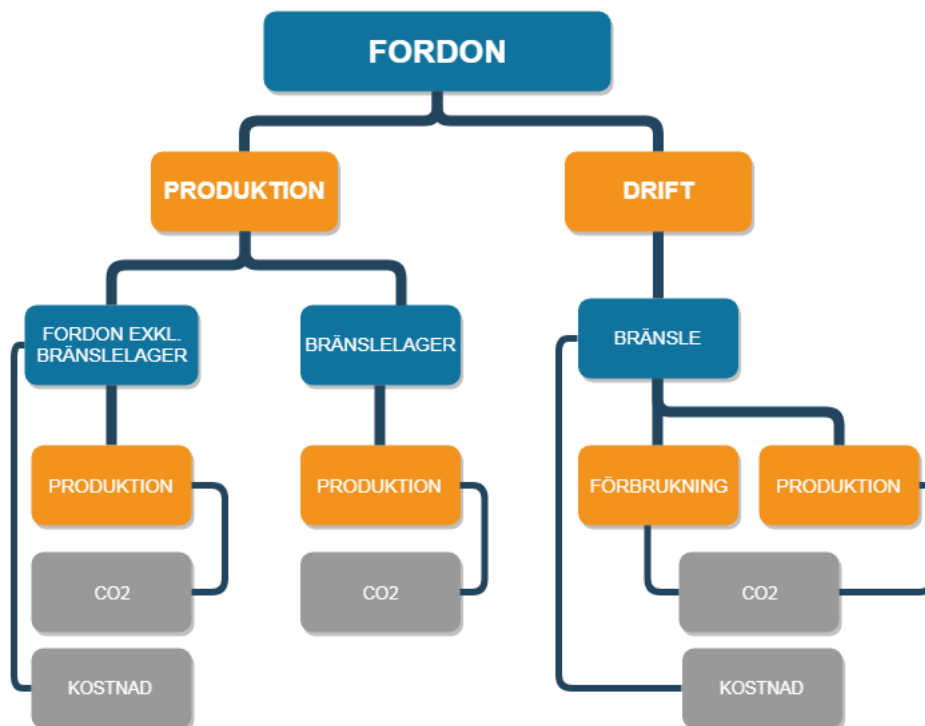 FORDON
PRODUKTION
DRIFT
FORDON EXKL.
BRÄNSLELAGER
BRÄNSLELAGER
BRÄNSLE
PRODUKTION
PRODUKTION
FÖRBRUKNING
PRODUKTION
CO2
CO2
CO2
KOSTNAD
KOSTNAD